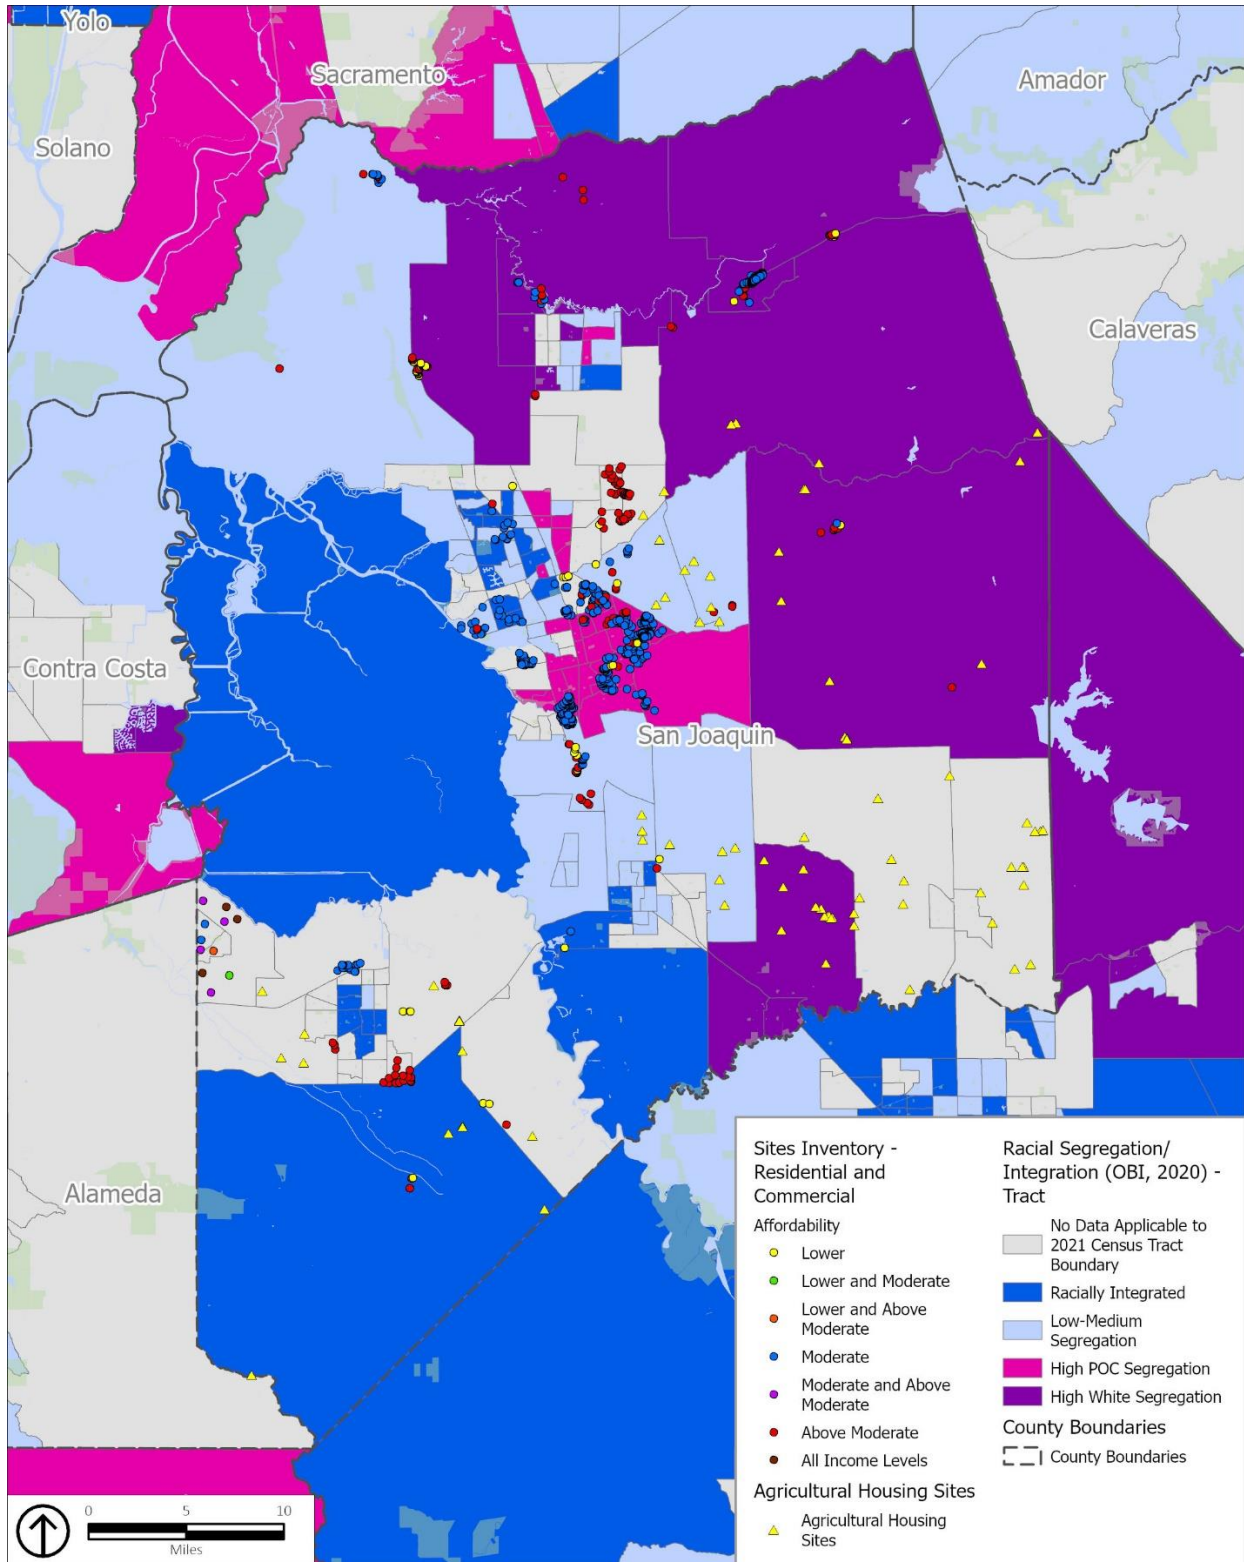 Yolo
Sacramento
Amador
Solano
Calaveras
Contra Costa
San Joaquin
Alameda
Sites Inventory -
Residential and
Commercial
Affordability
Lower
Lower and Moderate
Lower and Above
Moderate
Moderate
Moderate and Above
Moderate
Above Moderate
All Income Levels
Agricultural Housing Sites
Agricultural Housing
Sites
Racial Segregation/
Integration (OBI, 2020) -
Tract
No Data Applicable to
2021 Census Tract
Boundary
Racially Integrated
Low-Medium
Segregation
High POC Segregation
High White Segregation
County Boundaries
County Boundaries
0 5 10
Miles